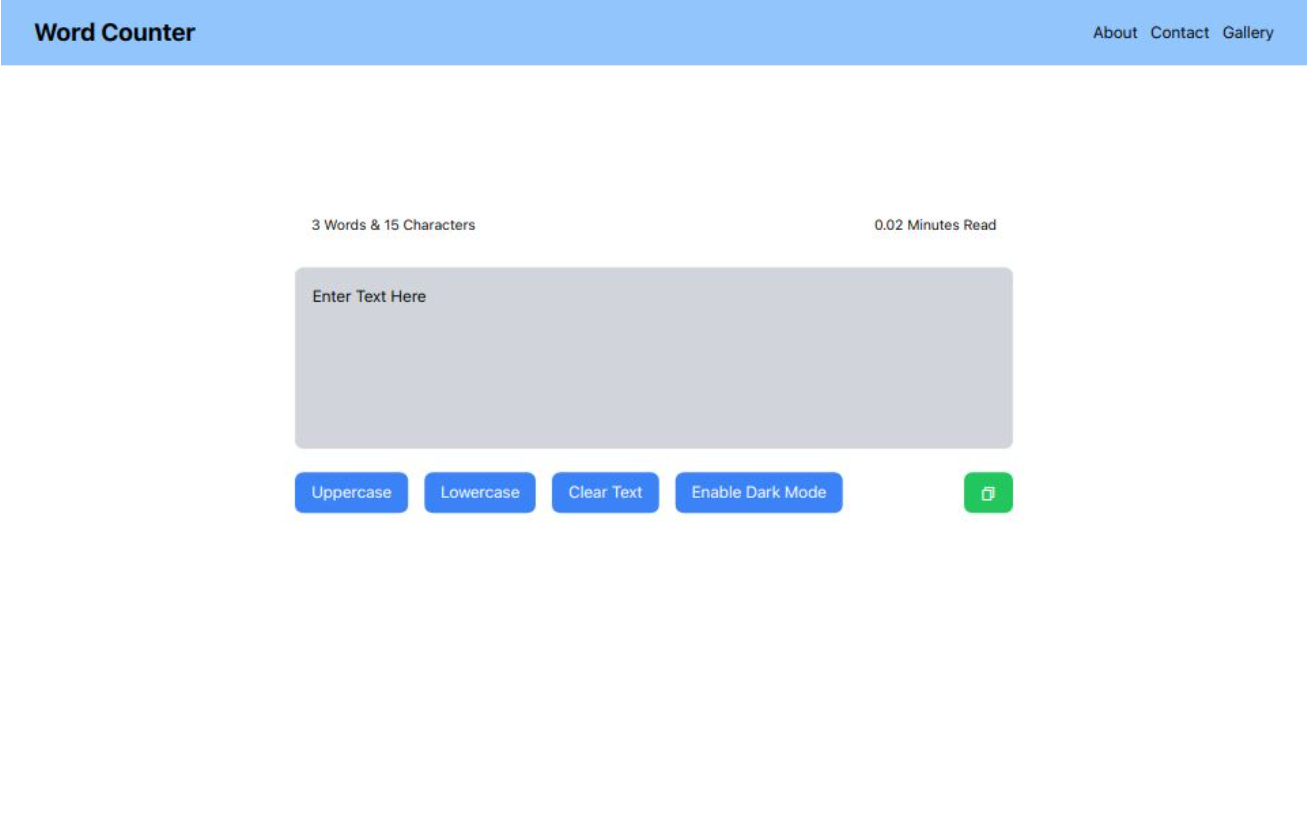 Word Counter
About Contact Gallery
3 Words & 15 Characters
0.02 Minutes Read
Enter Text Here
Uppercase
Lowercase
Clear Text
Enable Dark Mode